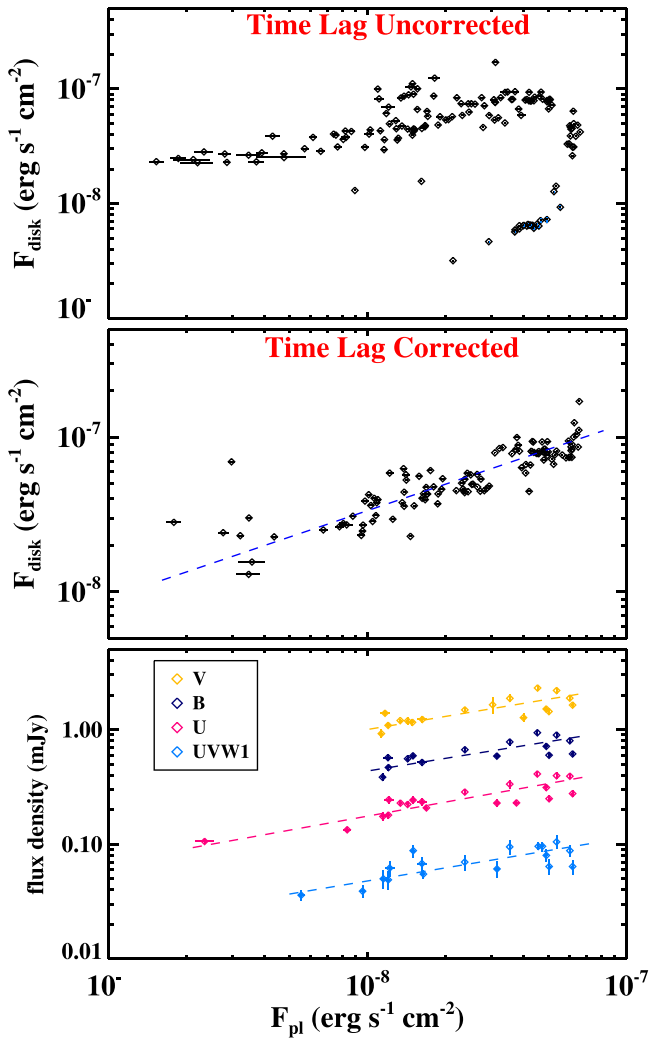 Time Lag Uncorrected
10⁻⁷
10⁻⁸
10⁻
F_disk (erg s⁻¹ cm⁻²)
Time Lag Corrected
10⁻⁷
10⁻⁸
F_disk (erg s⁻¹ cm⁻²)
V
B
U
UVW1
1.00
0.10
0.01
flux density (mJy)
10⁻ 10⁻⁸ 10⁻⁷
F_pl (erg s⁻¹ cm⁻²)